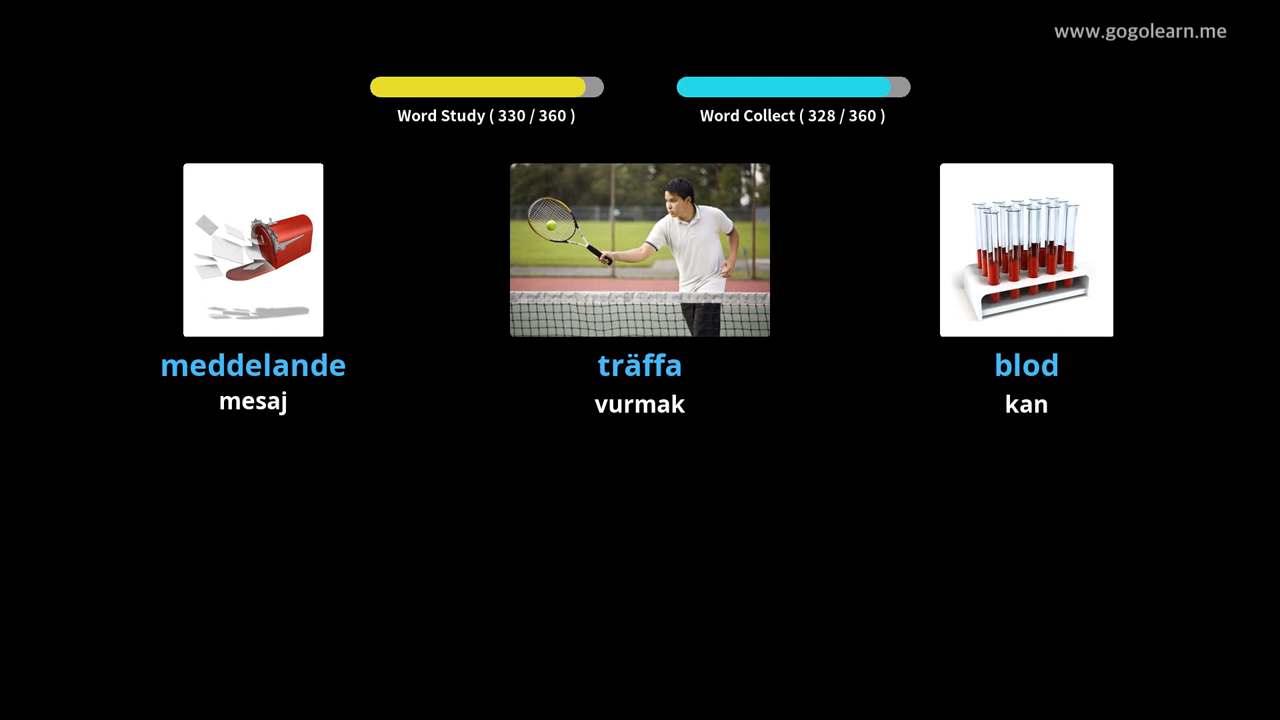 www.gogolearn.me
Word Study ( 330 / 360 )
Word Collect ( 328 / 360 )
meddelande
mesaj
träffa
vurmak
blod
kan